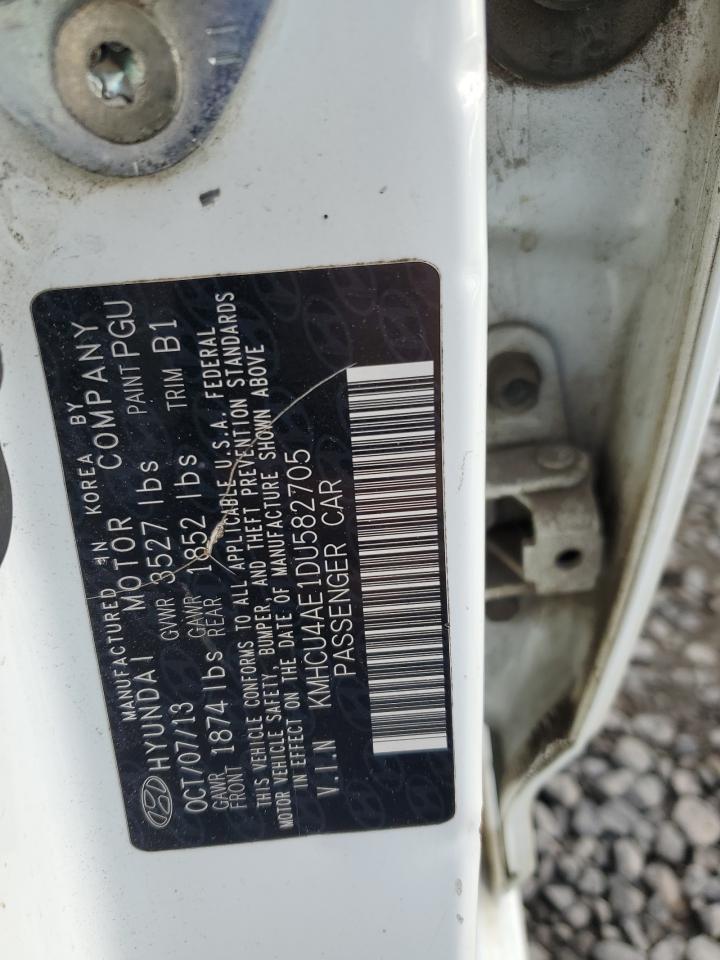 MANUFACTURED IN KOREA BY
HYUNDAI MOTOR COMPANY
OCT/07/13 GVWR 3527 lbs PAINT PGU
GAWR FRONT 1874 lbs GAWR REAR 1852 lbs TRIM B1
THIS VEHICLE CONFORMS TO ALL APPLICABLE U.S.A. FEDERAL
MOTOR VEHICLE SAFETY, BUMPER, AND THEFT PREVENTION STANDARDS
IN EFFECT ON THE DATE OF MANUFACTURE SHOWN ABOVE
V.I.N KMHCU4AE1DU582705
PASSENGER CAR